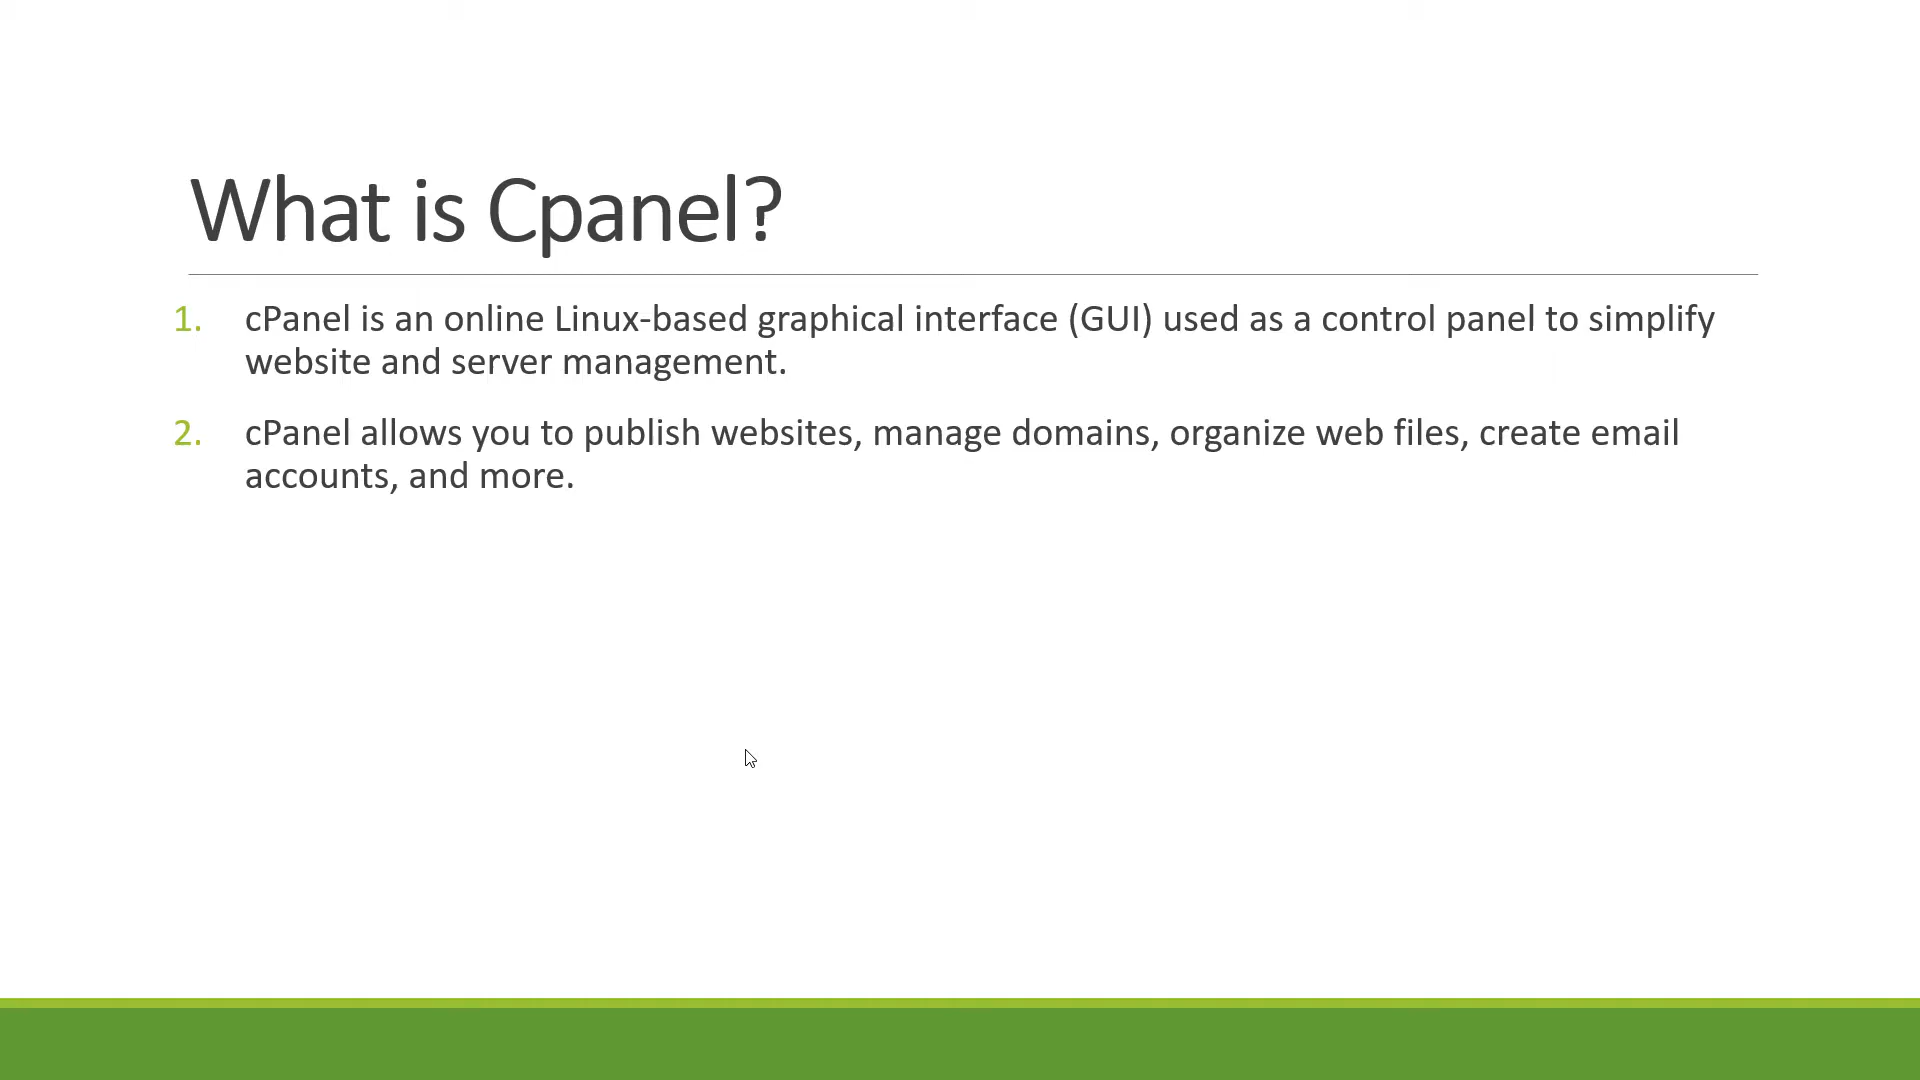 What is Cpanel?
1. cPanel is an online Linux-based graphical interface (GUI) used as a control panel to simplify
website and server management.
2. cPanel allows you to publish websites, manage domains, organize web files, create email
accounts, and more.